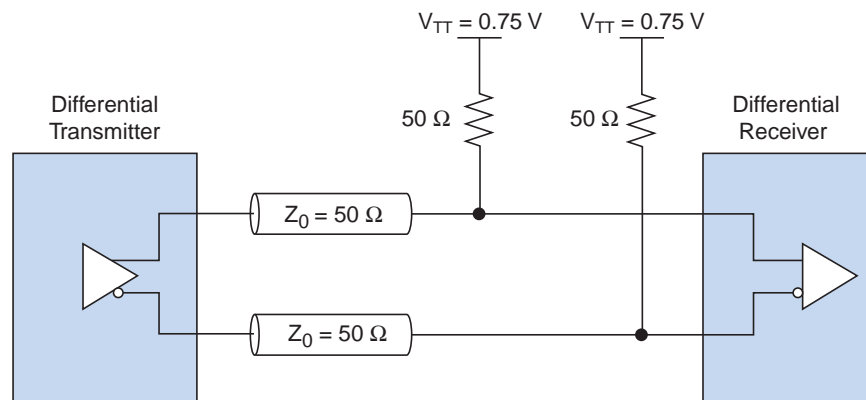 V_TT = 0.75 V
V_TT = 0.75 V
Differential
Transmitter
50 Ω
50 Ω
Differential
Receiver
Z_0 = 50 Ω
Z_0 = 50 Ω